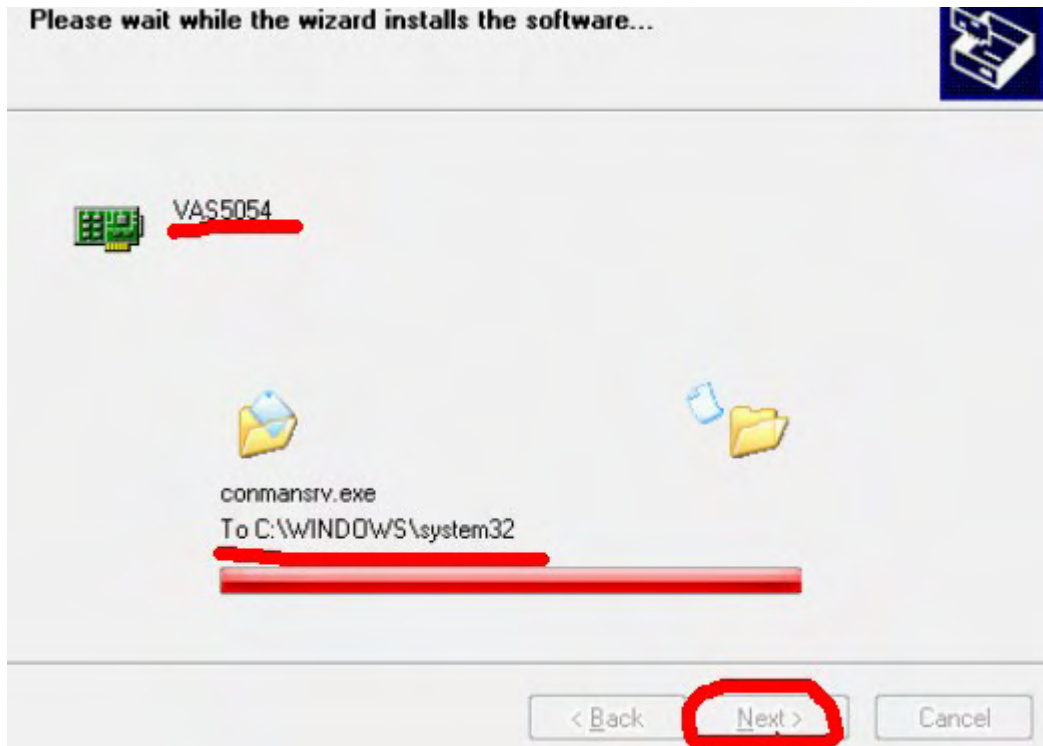 Please wait while the wizard installs the software...
VAS5054
conmansrv.exe
To C:\WINDOWS\system32
< Back
Next >
Cancel